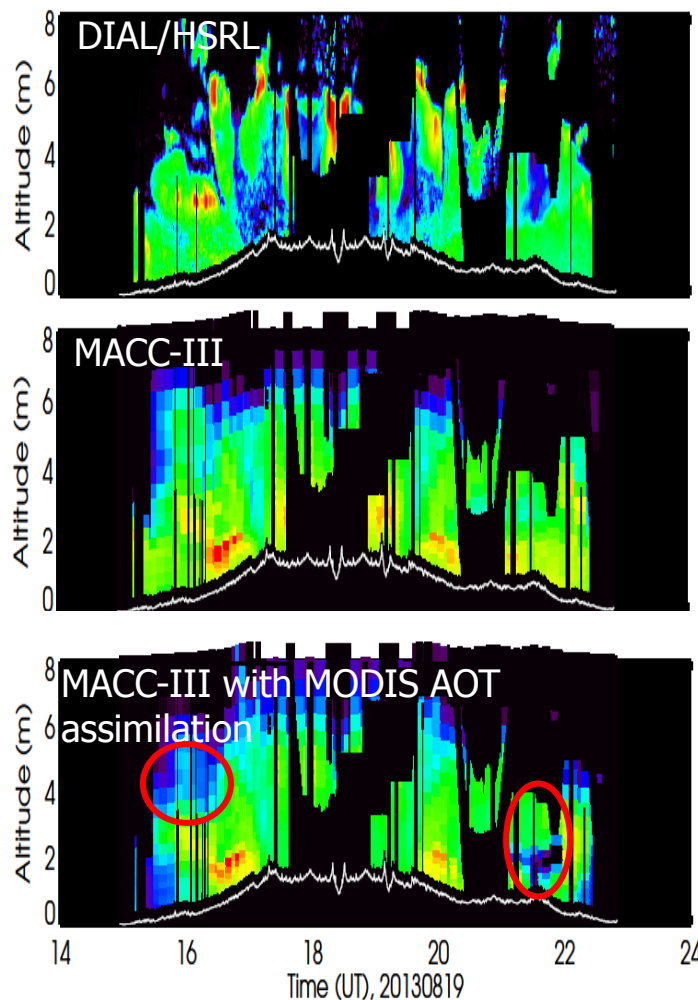 DIAL/HSRL
Altitude (m)
8
6
4
2
0
MACC-III
Altitude (m)
8
6
4
2
0
MACC-III with MODIS AOT
assimilation
Altitude (m)
8
6
4
2
0
14 16 18 20 22 24
Time (UT), 20130819